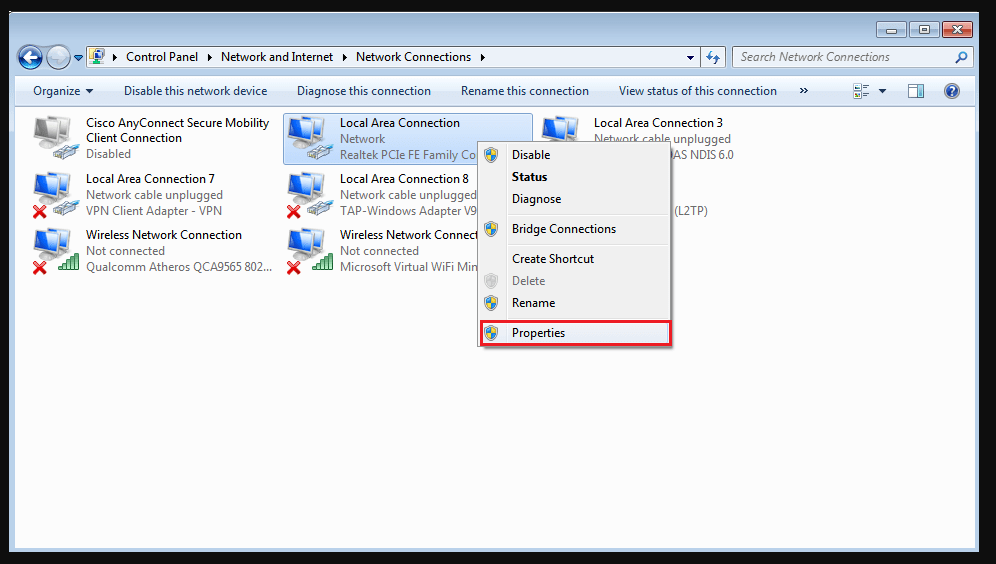 Control Panel Network and Internet Network Connections
Search Network Connections
Organize Disable this network device Diagnose this connection Rename this connection View status of this connection »
Cisco AnyConnect Secure Mobility
Client Connection
Disabled
Local Area Connection
Network
Realtek PCIe FE Family Co
Local Area Connection 3
Network cable unplugged
AS NDIS 6.0
Local Area Connection 7
Network cable unplugged
VPN Client Adapter - VPN
Local Area Connection 8
Network cable unplugged
TAP-Windows Adapter V9
(L2TP)
Wireless Network Connection
Not connected
Qualcomm Atheros QCA9565 802...
Wireless Network Connect
Not connected
Microsoft Virtual WiFi Min
Disable
Status
Diagnose
Bridge Connections
Create Shortcut
Delete
Rename
Properties